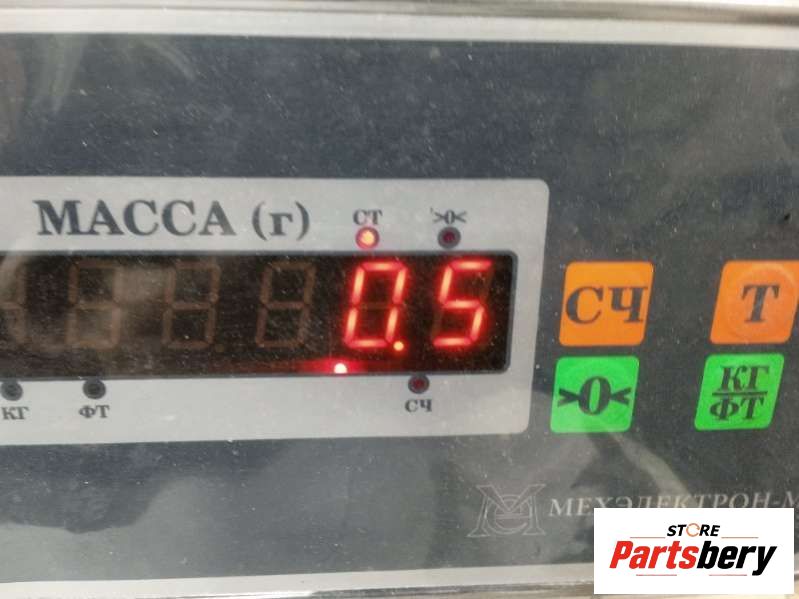 МАССА (г)
СТ
>0<
0.5
КГ
ФТ
СЧ
СЧ
Т
>0<
КГ
ФТ
МЕХЭЛЕКТРОН-М
STORE
Partsbery